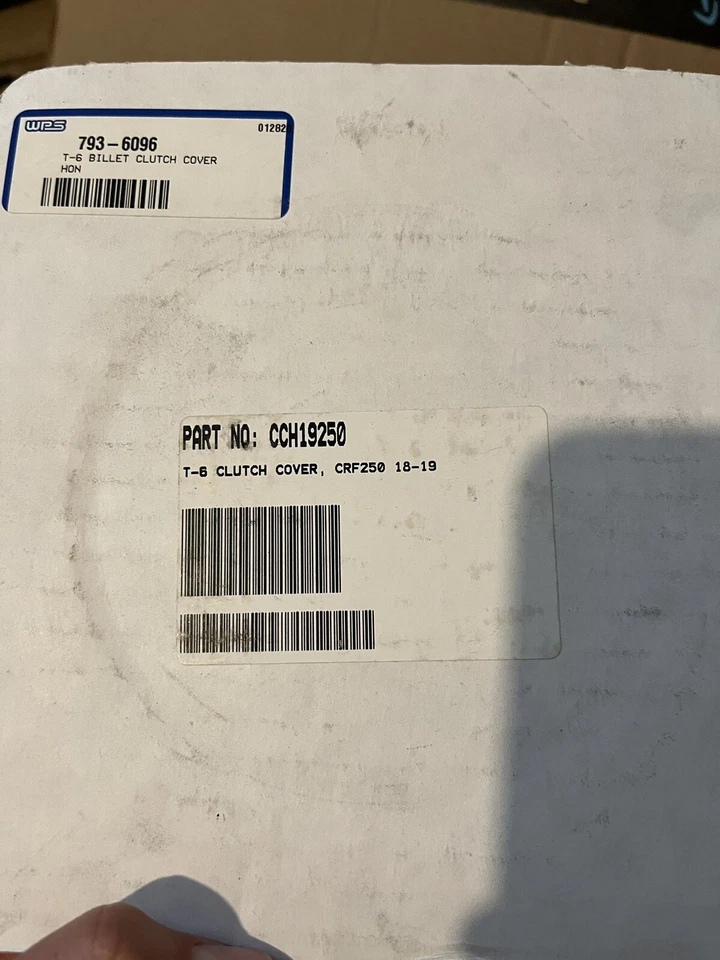 WPS
01282
793-6096
T-6 BILLET CLUTCH COVER
HON
PART NO: CCH19250
T-6 CLUTCH COVER, CRF250 18-19